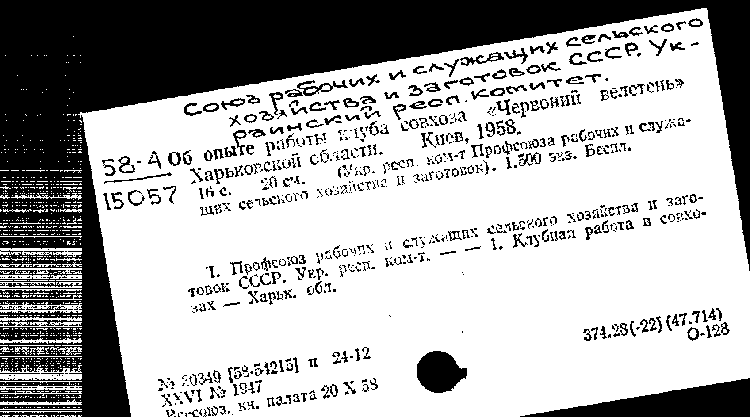 Союз рабочих и служащих сельского
хозяйства и заготовок СССР. Ук-
раинский респ. комитет.
58-4
15057
Об опыте работы клуба совхоза «Червоний велетень»
Харьковской области. Киев, 1958.
16 с. 20 см. (Укр. респ. ком-т Профсоюза рабочих и служа-
щих сельского хозяйства и заготовок). 1.500 экз. Беспл.
I. Профсоюз рабочих и служащих сельского хозяйства и заго-
товок СССР. Укр. респ. ком-т. — — 1. Клубная работа в совхо-
зах — Харьк. обл.
№ 20349 [58-54215] п 24-12
XXVI № 1947
Всесоюз. кн. палата 20 X 58
374.28(-22)(47.714)
О-128